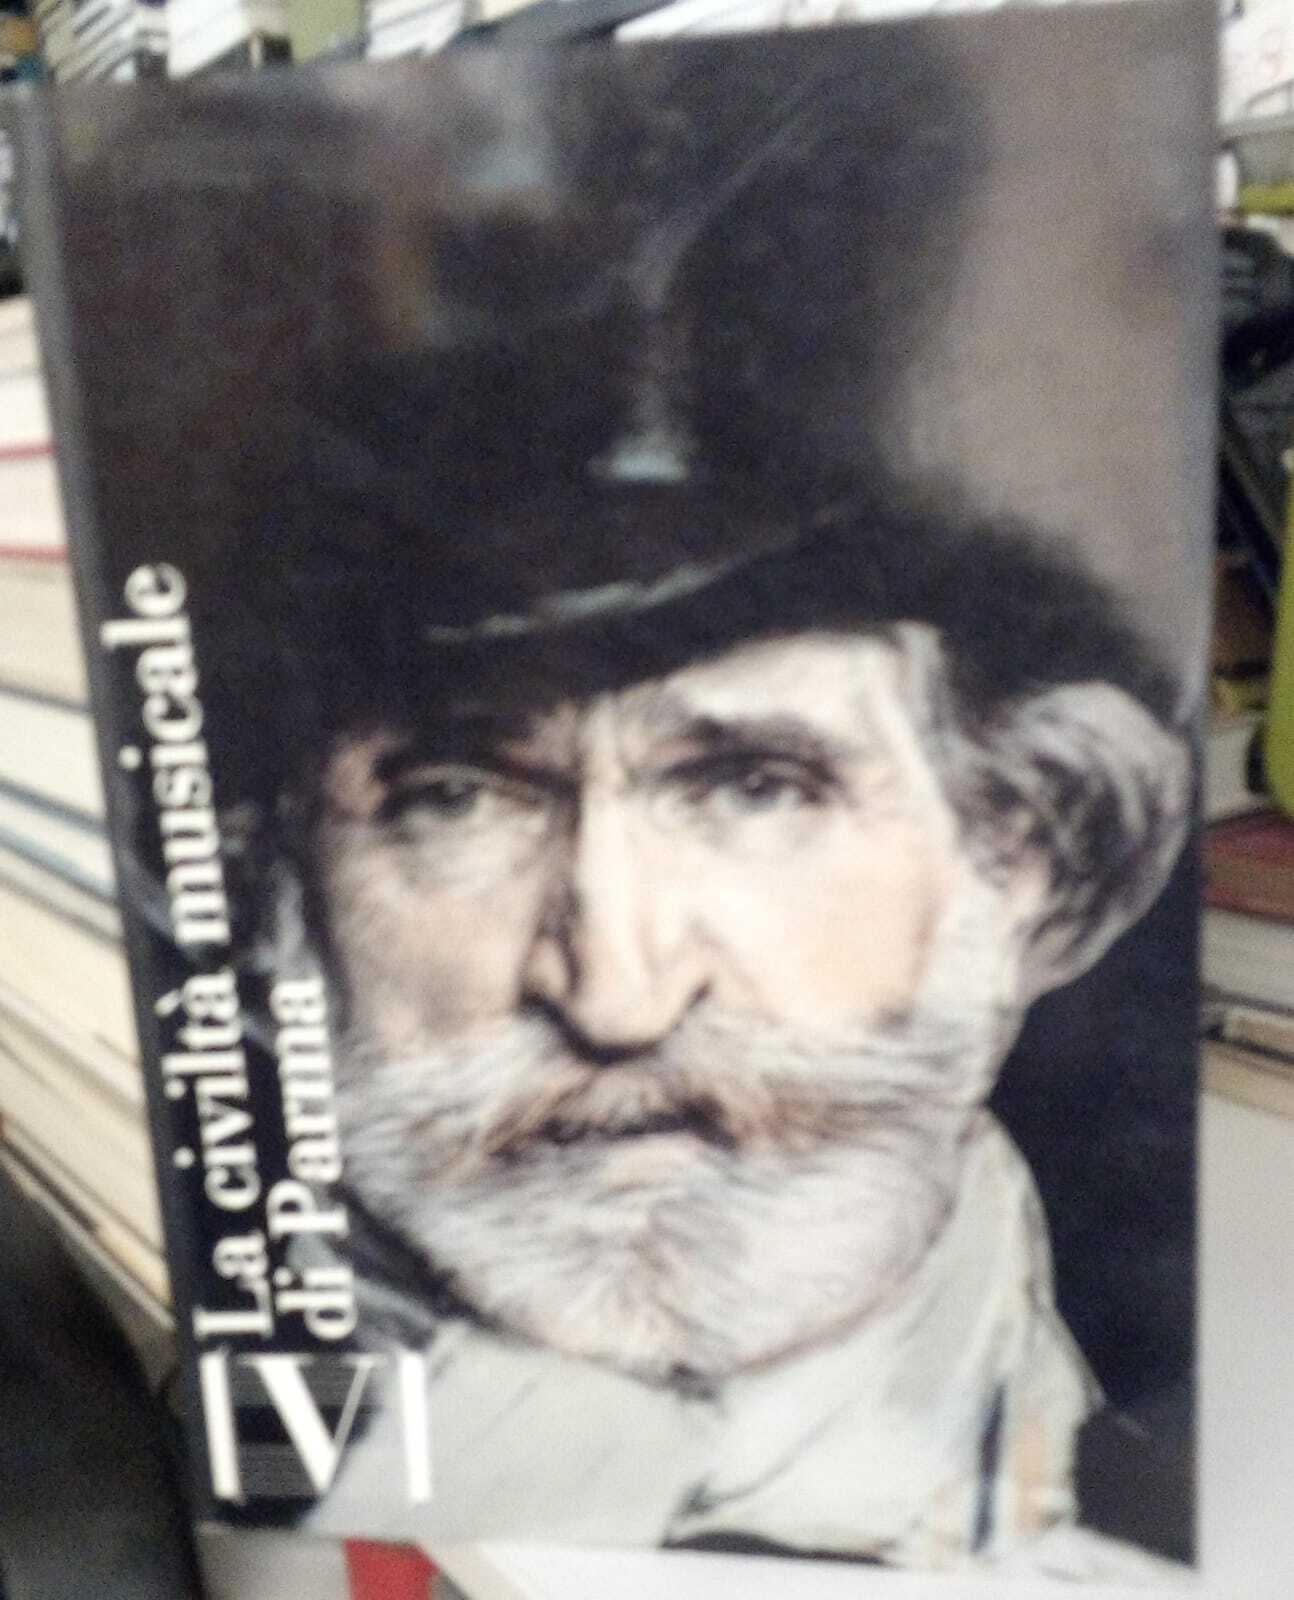 La civiltà musicale
di Parma
V